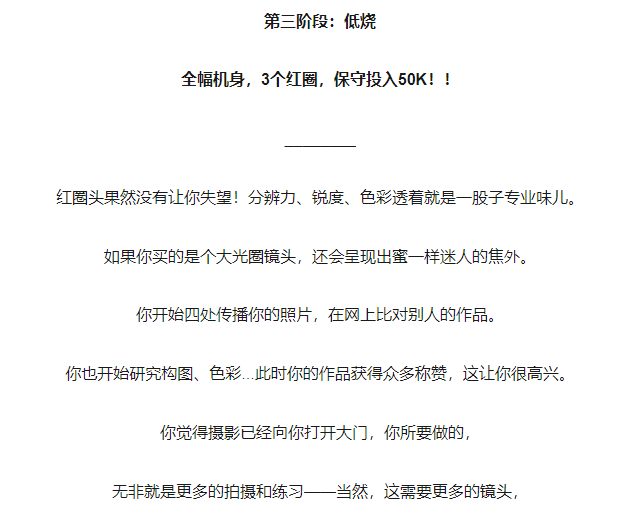 第三阶段：低烧
全幅机身，3个红圈，保守投入50K！！
————
红圈头果然没有让你失望！分辨力、锐度、色彩透着就是一股子专业味儿。
如果你买的是个大光圈镜头，还会呈现出蜜一样迷人的焦外。
你开始四处传播你的照片，在网上比对别人的作品。
你也开始研究构图、色彩...此时你的作品获得众多称赞，这让你很高兴。
你觉得摄影已经向你打开大门，你所要做的，
无非就是更多的拍摄和练习——当然，这需要更多的镜头，